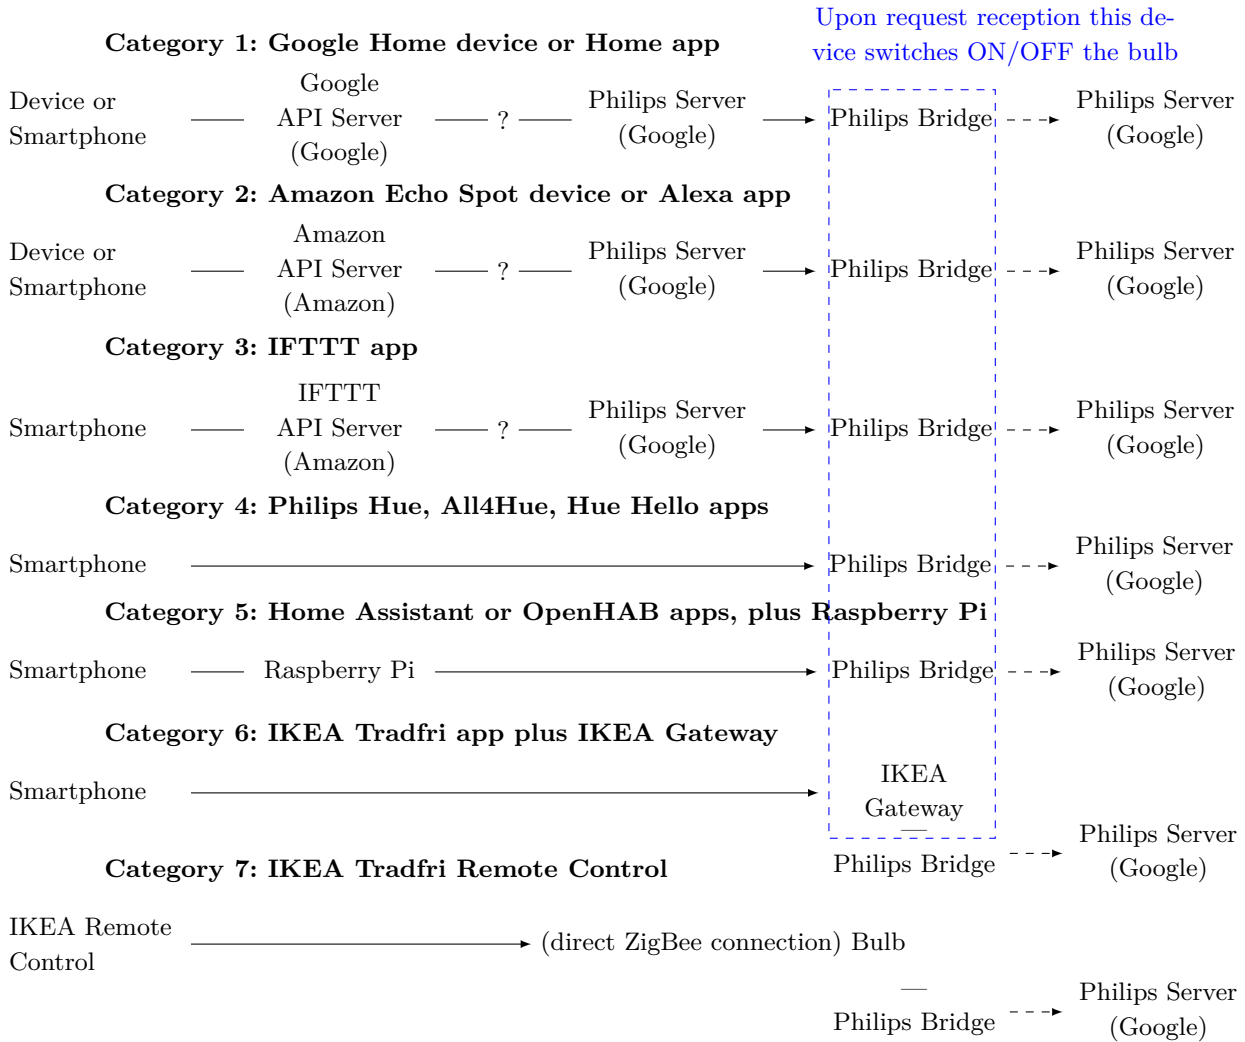 Upon request reception this de-
vice switches ON/OFF the bulb
Category 1: Google Home device or Home app
Device or
Smartphone
Google
API Server
(Google)
?
Philips Server
(Google)
Philips Bridge
Philips Server
(Google)
Category 2: Amazon Echo Spot device or Alexa app
Device or
Smartphone
Amazon
API Server
(Amazon)
?
Philips Server
(Google)
Philips Bridge
Philips Server
(Google)
Category 3: IFTTT app
Smartphone
IFTTT
API Server
(Amazon)
?
Philips Server
(Google)
Philips Bridge
Philips Server
(Google)
Category 4: Philips Hue, All4Hue, Hue Hello apps
Smartphone
Philips Bridge
Philips Server
(Google)
Category 5: Home Assistant or OpenHAB apps, plus Raspberry Pi
Smartphone
Raspberry Pi
Philips Bridge
Philips Server
(Google)
Category 6: IKEA Tradfri app plus IKEA Gateway
Smartphone
IKEA
Gateway
—
Philips Bridge
Philips Server
(Google)
Category 7: IKEA Tradfri Remote Control
IKEA Remote
Control
(direct ZigBee connection) Bulb
—
Philips Bridge
Philips Server
(Google)